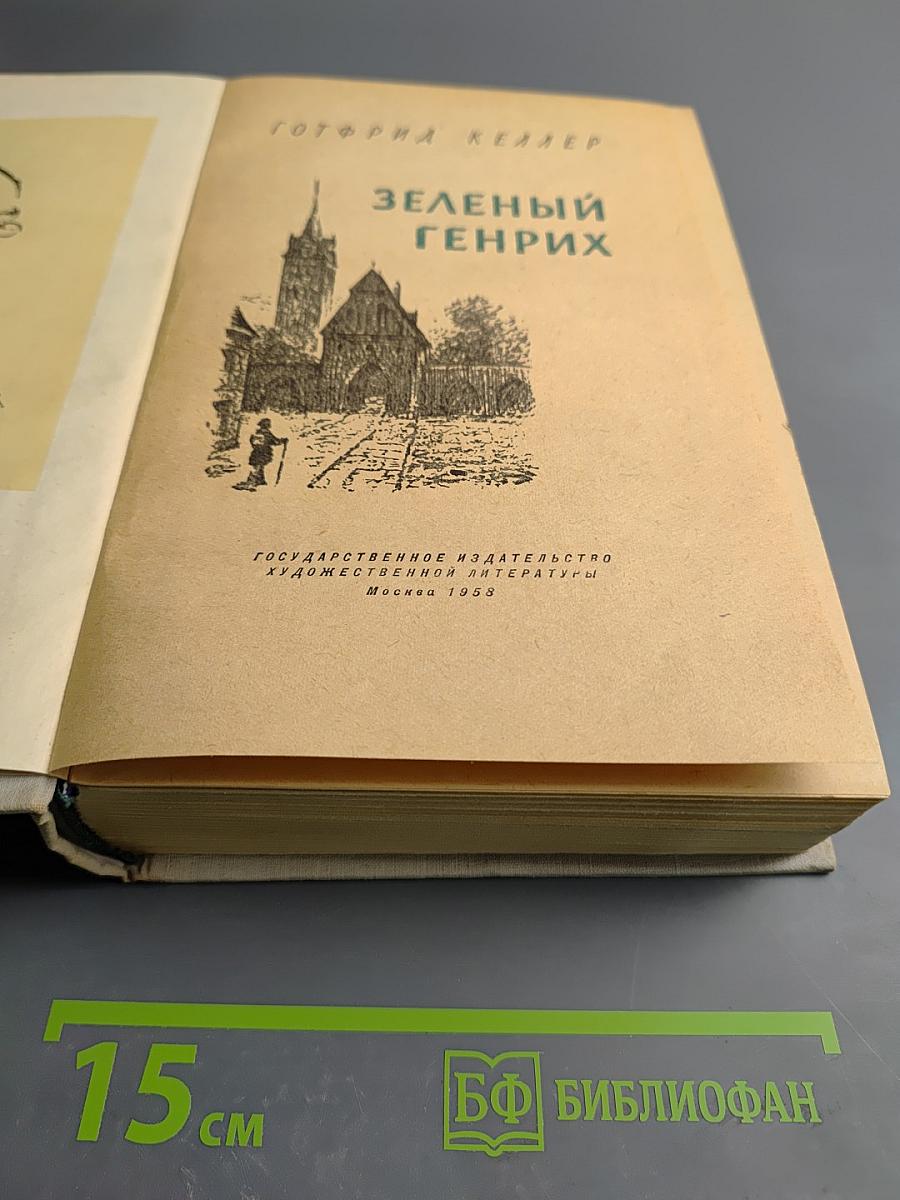 ГОТФРИД КЕЛЛЕР
ЗЕЛЕНЫЙ
ГЕНРИХ
ГОСУДАРСТВЕННОЕ ИЗДАТЕЛЬСТВО
ХУДОЖЕСТВЕННОЙ ЛИТЕРАТУРЫ
Москва 1958
15 см
БФ БИБЛИОФАН